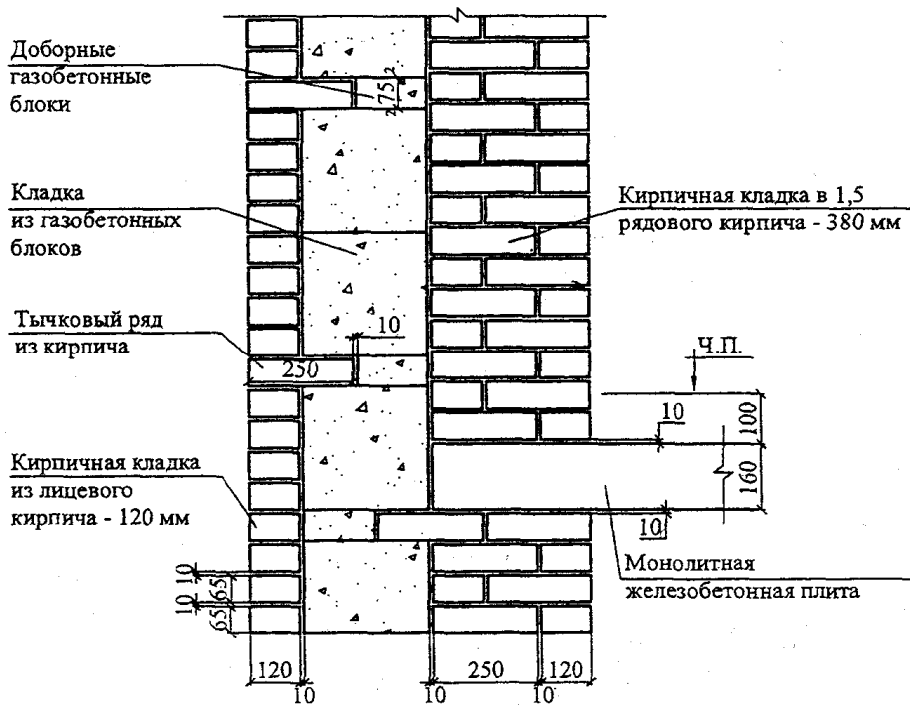 Доборные
газобетонные
блоки
2
75
2
Кладка
из газобетонных
блоков
Кирпичная кладка в 1,5
рядового кирпича - 380 мм
Тычковый ряд
из кирпича
10
250
Ч.П.
10
100
160
Кирпичная кладка
из лицевого
кирпича - 120 мм
10
Монолитная
железобетонная плита
10
65
10
65
120
10
10
250
10
120